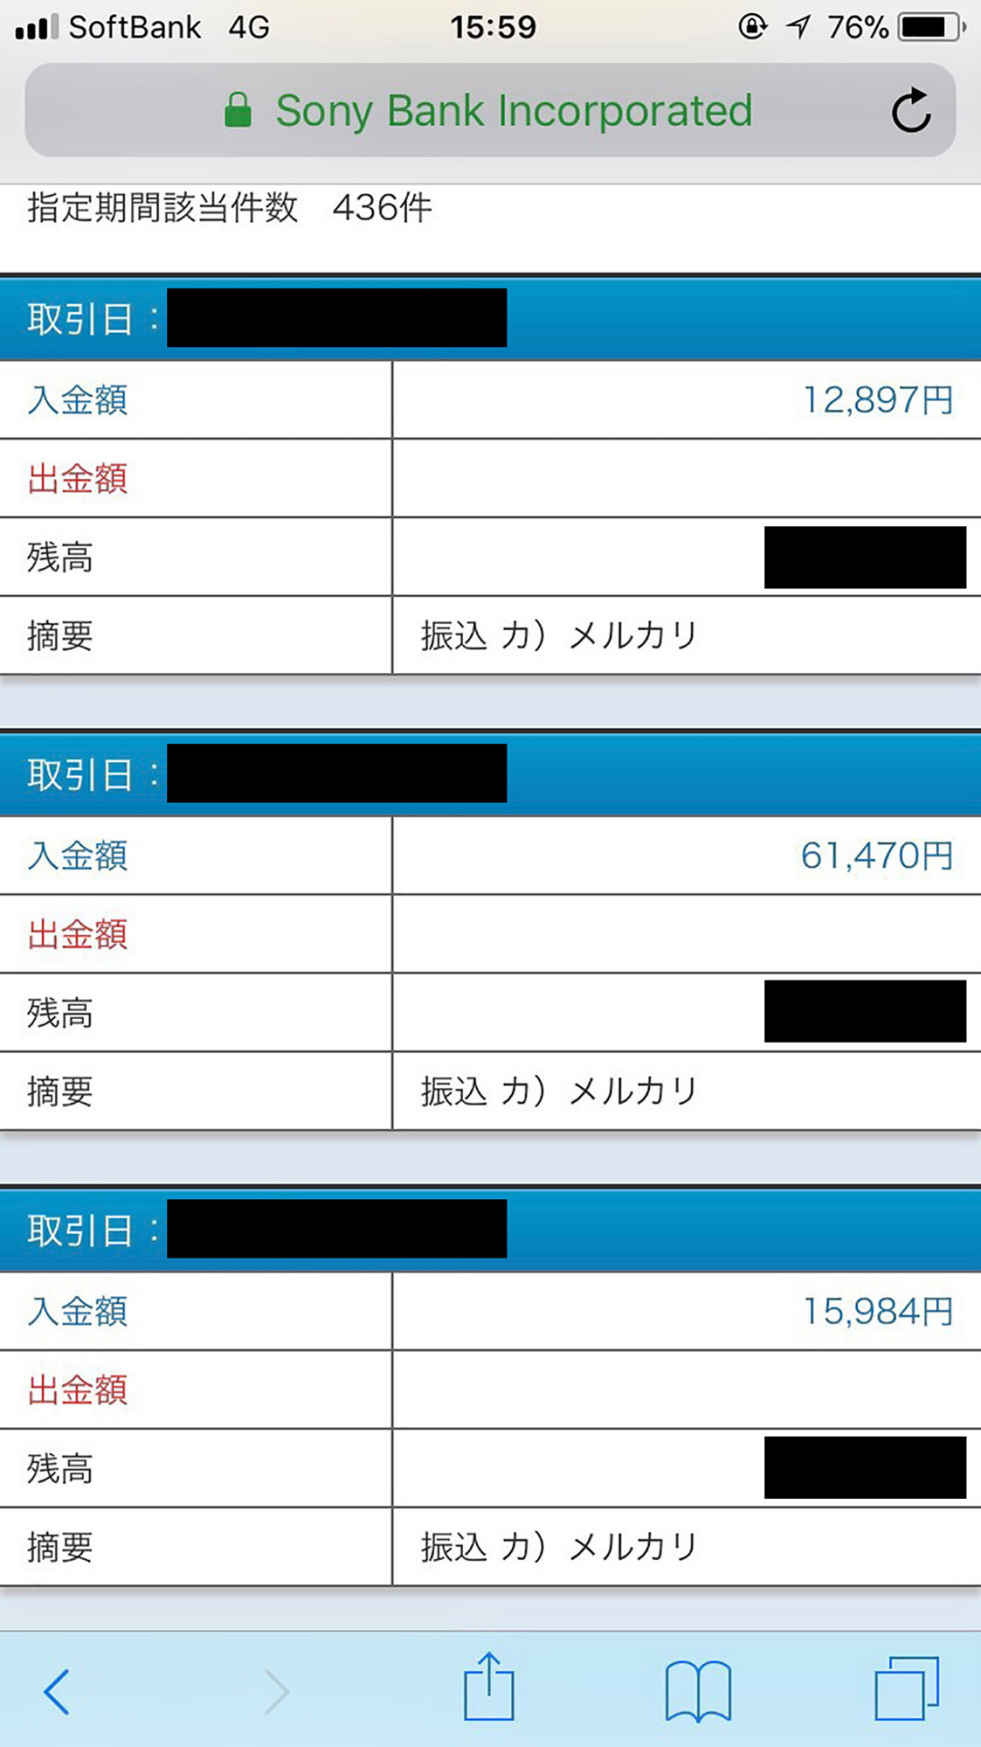 SoftBank 4G 15:59 76%
Sony Bank Incorporated
指定期間該当件数 436件
取引日：
入金額 12,897円
出金額
残高
摘要 振込 カ）メルカリ
取引日：
入金額 61,470円
出金額
残高
摘要 振込 カ）メルカリ
取引日：
入金額 15,984円
出金額
残高
摘要 振込 カ）メルカリ